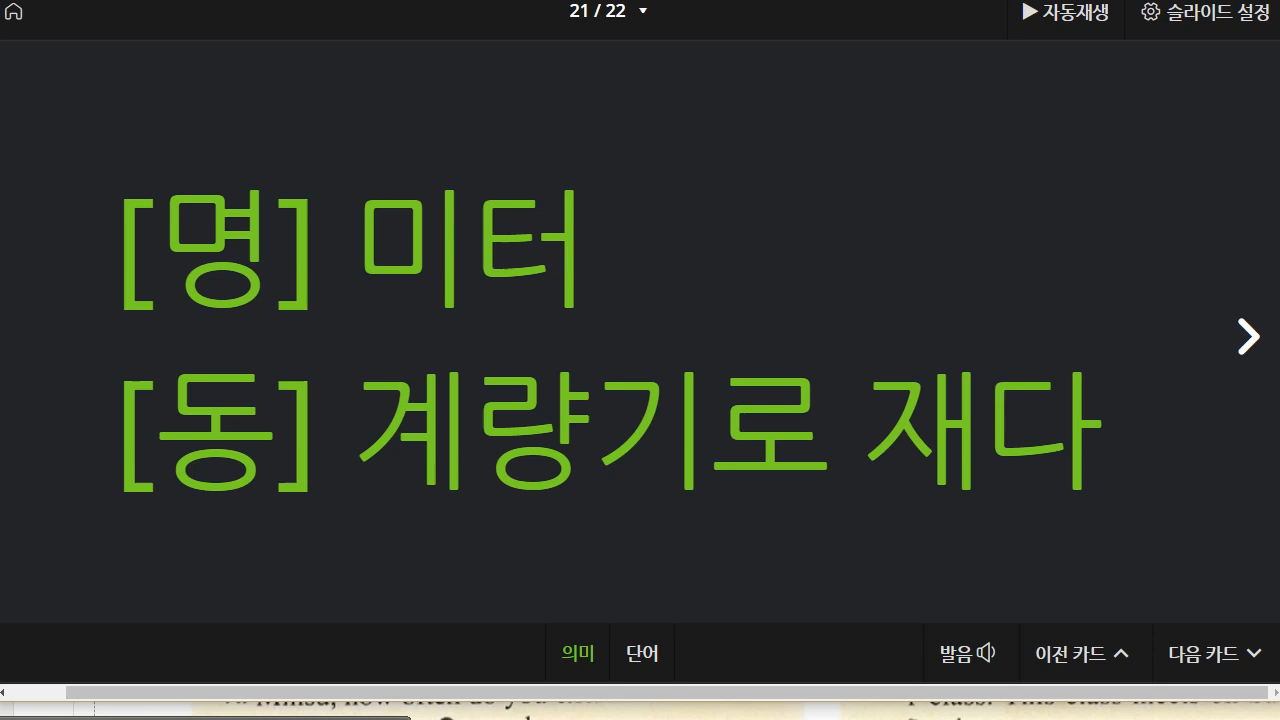 21 / 22
자동재생
슬라이드 설정
[명] 미터
[동] 계량기로 재다
의미
단어
발음
이전 카드
다음 카드